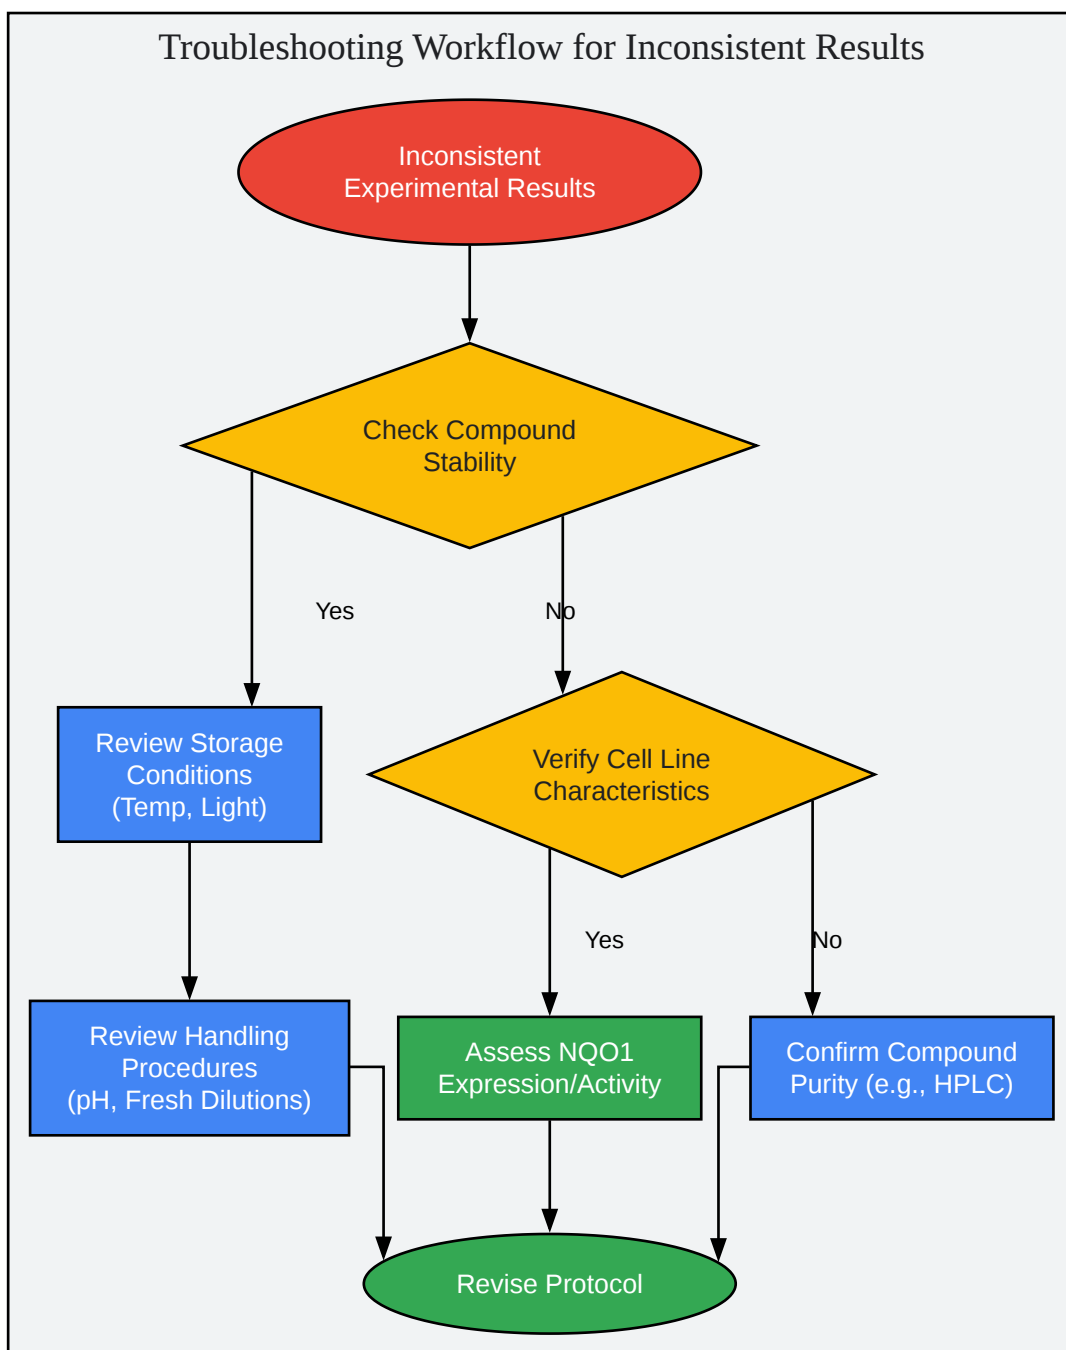 Troubleshooting Workflow for Inconsistent Results
Inconsistent
Experimental Results
Check Compound
Stability
Yes
No
Review Storage
Conditions
(Temp, Light)
Verify Cell Line
Characteristics
Yes
No
Review Handling
Procedures
(pH, Fresh Dilutions)
Assess NQO1
Expression/Activity
Confirm Compound
Purity (e.g., HPLC)
Revise Protocol